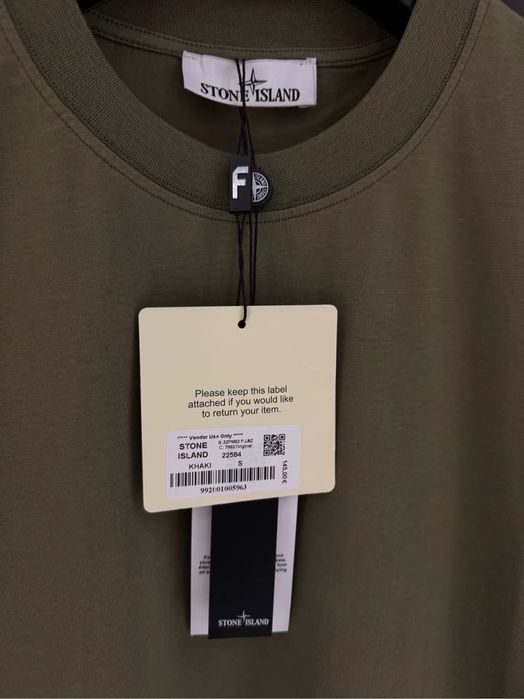 STONE ISLAND
F
Please keep this label
attached if you would like
to return your item.
***** Vendor Use Only *****
STONE
ISLAND 22584
KHAKI S
145,00 €
992001005963
STONE ISLAND